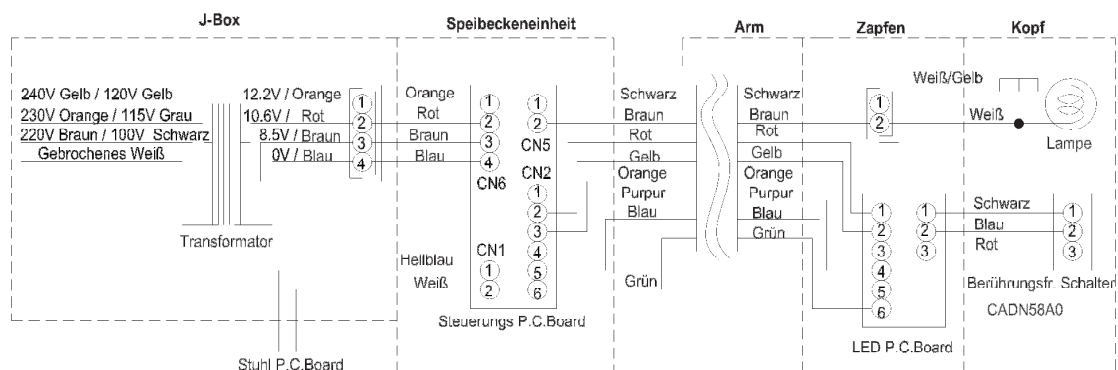 J-Box
Speibeckeneinheit
Arm
Zapfen
Kopf
240V Gelb / 120V Gelb
230V Orange / 115V Grau
220V Braun / 100V Schwarz
Gebrochenes Weiß
Transformator
12.2V / Orange
10.6V / Rot
8.5V / Braun
0V / Blau
1
2
3
4
Stuhl P.C.Board
Orange
Rot
Braun
Blau
1
2
3
4
CN6
1
2
CN5
CN2
1
2
3
4
5
6
CN1
1
2
Hellblau
Weiß
Steuerungs P.C.Board
Schwarz
Braun
Rot
Gelb
Orange
Purpur
Blau
Grün
Schwarz
Braun
Rot
Gelb
Orange
Purpur
Blau
Grün
1
2
1
2
3
4
5
6
1
2
3
LED P.C.Board
Weiß/Gelb
Weiß
Lampe
Schwarz
Blau
Rot
1
2
3
Berührungsfr. Schalter
CADN58A0